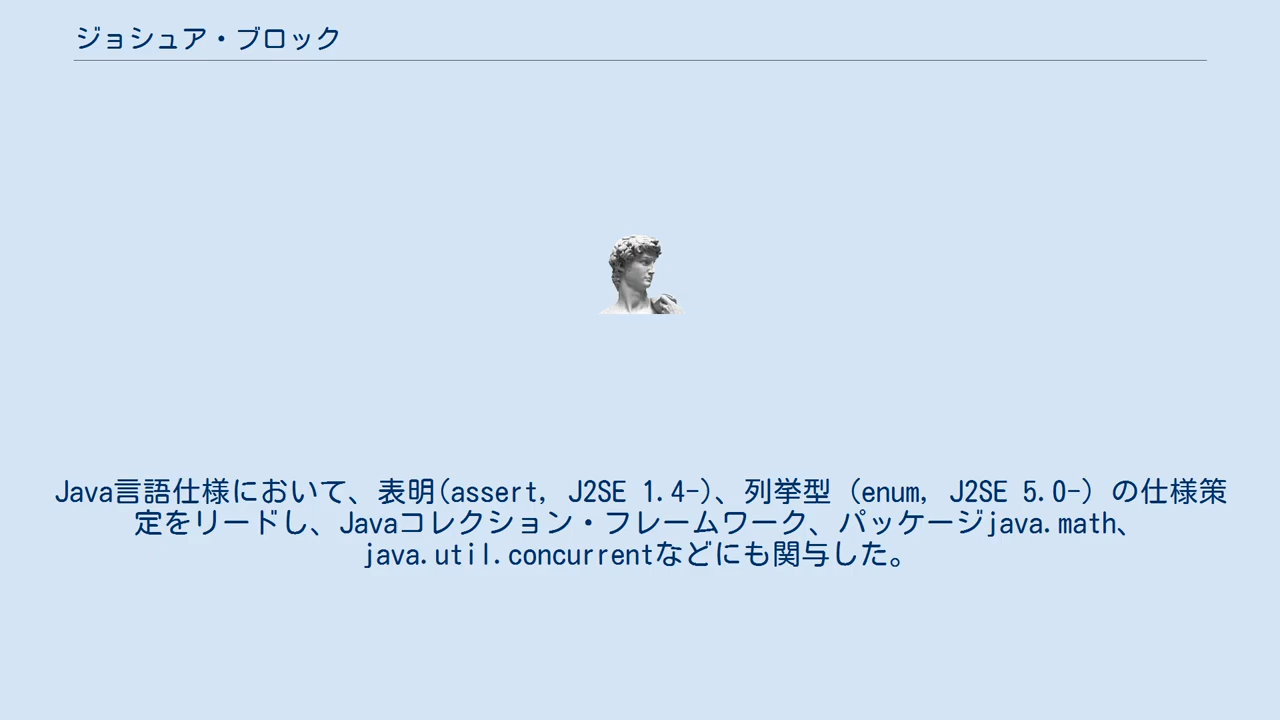 ジョシュア・ブロック
Java言語仕様において、表明(assert, J2SE 1.4-)、列挙型 (enum, J2SE 5.0-) の仕様策
定をリードし、Javaコレクション・フレームワーク、パッケージjava.math、
java.util.concurrentなどにも関与した。